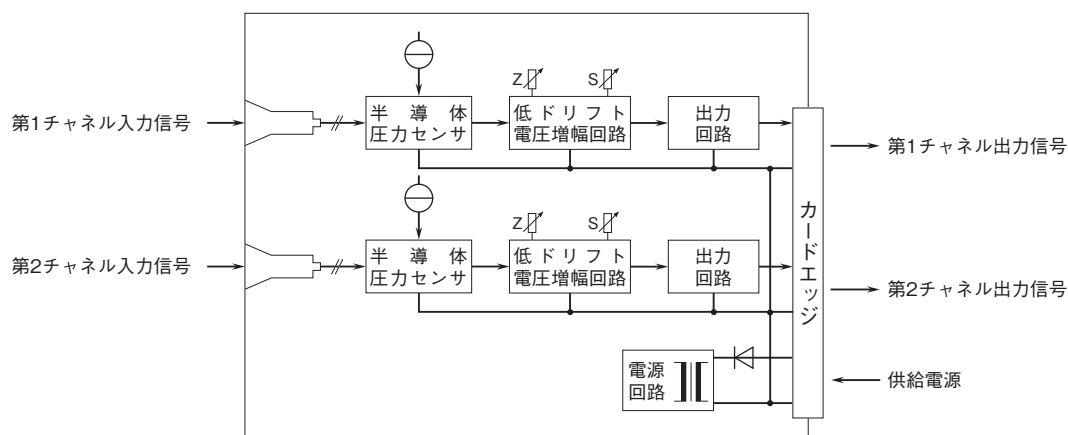 Z
S
第1チャネル入力信号
半導体
圧力センサ
低ドリフト
電圧増幅回路
出力
回路
第1チャネル出力信号
Z
S
第2チャネル入力信号
半導体
圧力センサ
低ドリフト
電圧増幅回路
出力
回路
カードエッジ
第2チャネル出力信号
電源
回路
供給電源